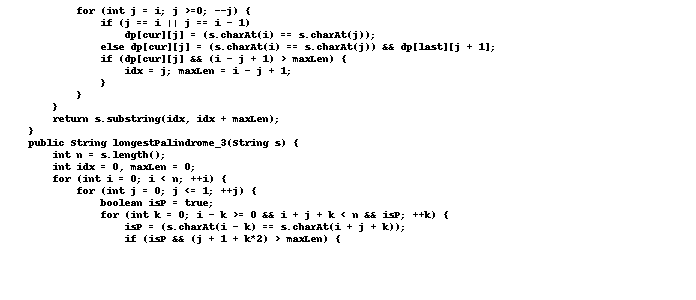 for (int j = i; j >=0; --j) {
if (j == i || j == i - 1)
dp[cur][j] = (s.charAt(i) == s.charAt(j));
else dp[cur][j] = (s.charAt(i) == s.charAt(j)) && dp[last][j + 1];
if (dp[cur][j] && (i - j + 1) > maxLen) {
idx = j; maxLen = i - j + 1;
}
}
}
return s.substring(idx, idx + maxLen);
}
public String longestPalindrome_3(String s) {
int n = s.length();
int idx = 0, maxLen = 0;
for (int i = 0; i < n; ++i) {
for (int j = 0; j <= 1; ++j) {
boolean isP = true;
for (int k = 0; i - k >= 0 && i + j + k < n && isP; ++k) {
isP = (s.charAt(i - k) == s.charAt(i + j + k));
if (isP && (j + 1 + k*2) > maxLen) {